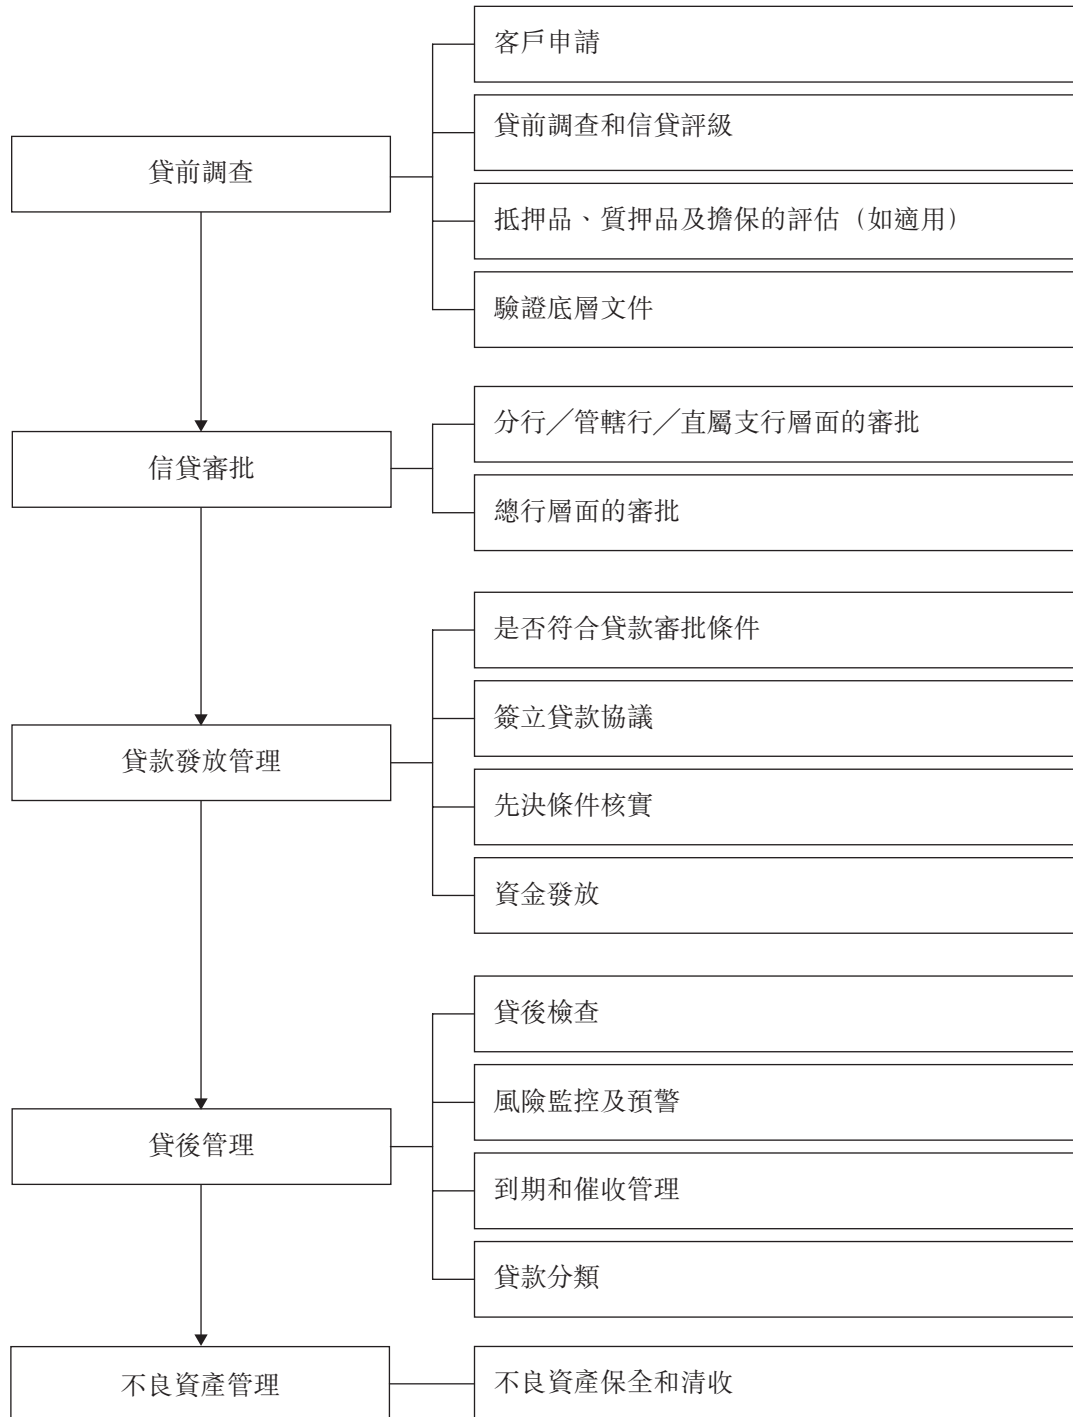 客戶申請
貸前調查和信貸評級
貸前調查
抵押品、質押品及擔保的評估（如適用）
驗證底層文件
分行／管轄行／直屬支行層面的審批
信貸審批
總行層面的審批
是否符合貸款審批條件
簽立貸款協議
貸款發放管理
先決條件核實
資金發放
貸後檢查
風險監控及預警
貸後管理
到期和催收管理
貸款分類
不良資產管理
不良資產保全和清收